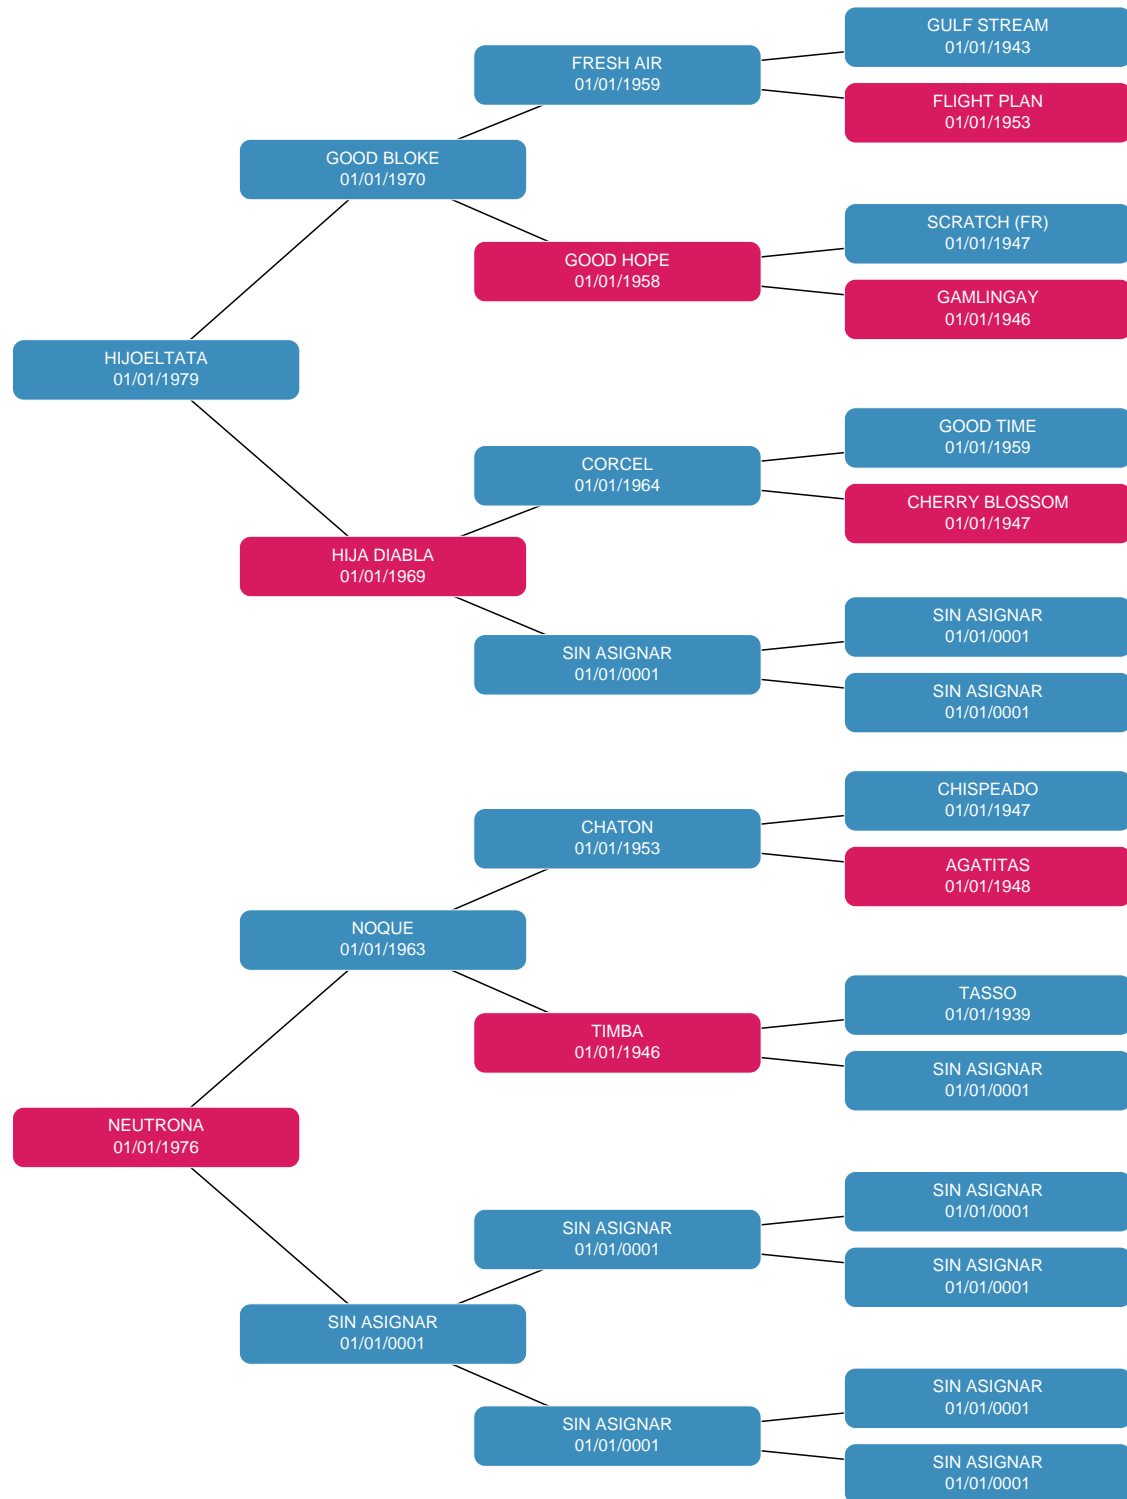 GULF STREAM
01/01/1943
FRESH AIR
01/01/1959
FLIGHT PLAN
01/01/1953
GOOD BLOKE
01/01/1970
SCRATCH (FR)
01/01/1947
GOOD HOPE
01/01/1958
GAMLINGAY
01/01/1946
HIJOELTATA
01/01/1979
GOOD TIME
01/01/1959
CORCEL
01/01/1964
CHERRY BLOSSOM
01/01/1947
HIJA DIABLA
01/01/1969
SIN ASIGNAR
01/01/0001
SIN ASIGNAR
01/01/0001
SIN ASIGNAR
01/01/0001
CHISPEADO
01/01/1947
CHATON
01/01/1953
AGATITAS
01/01/1948
NOQUE
01/01/1963
TASSO
01/01/1939
TIMBA
01/01/1946
SIN ASIGNAR
01/01/0001
NEUTRONA
01/01/1976
SIN ASIGNAR
01/01/0001
SIN ASIGNAR
01/01/0001
SIN ASIGNAR
01/01/0001
SIN ASIGNAR
01/01/0001
SIN ASIGNAR
01/01/0001
SIN ASIGNAR
01/01/0001
SIN ASIGNAR
01/01/0001